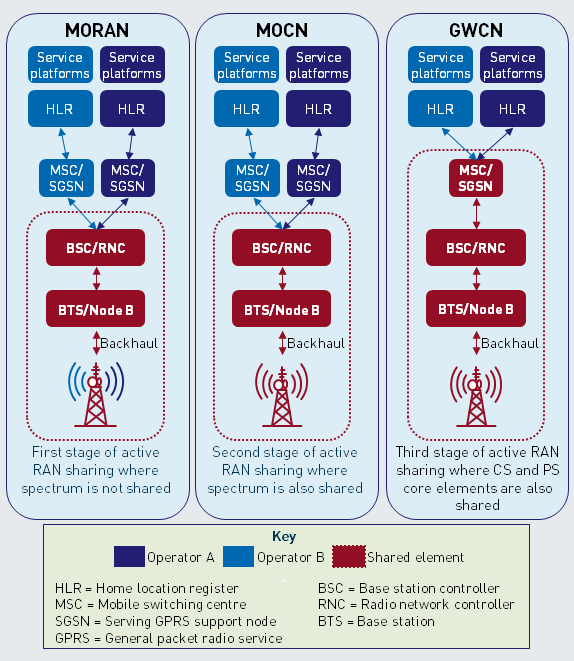 MORAN
Service
platforms
Service
platforms
HLR
HLR
MSC/
SGSN
MSC/
SGSN
BSC/RNC
BTS/Node B
Backhaul
First stage of active
RAN sharing where
spectrum is not shared
MOCN
Service
platforms
Service
platforms
HLR
HLR
MSC/
SGSN
MSC/
SGSN
BSC/RNC
BTS/Node B
Backhaul
Second stage of active
RAN sharing where
spectrum is also shared
GWCN
Service
platforms
Service
platforms
HLR
HLR
MSC/
SGSN
BSC/RNC
BTS/Node B
Backhaul
Third stage of active RAN
sharing where CS and PS
core elements are also
shared
Key
Operator A
Operator B
Shared element
HLR = Home location register
MSC = Mobile switching centre
SGSN = Serving GPRS support node
GPRS = General packet radio service
BSC = Base station controller
RNC = Radio network controller
BTS = Base station